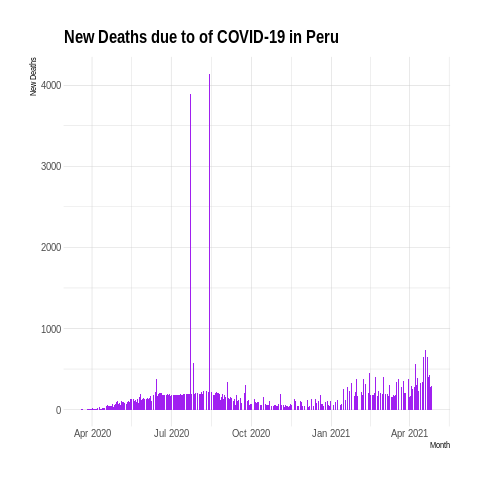 New Deaths due to of COVID-19 in Peru
New Deaths
4000
3000
2000
1000
0
Apr 2020 Jul 2020 Oct 2020 Jan 2021 Apr 2021
Month